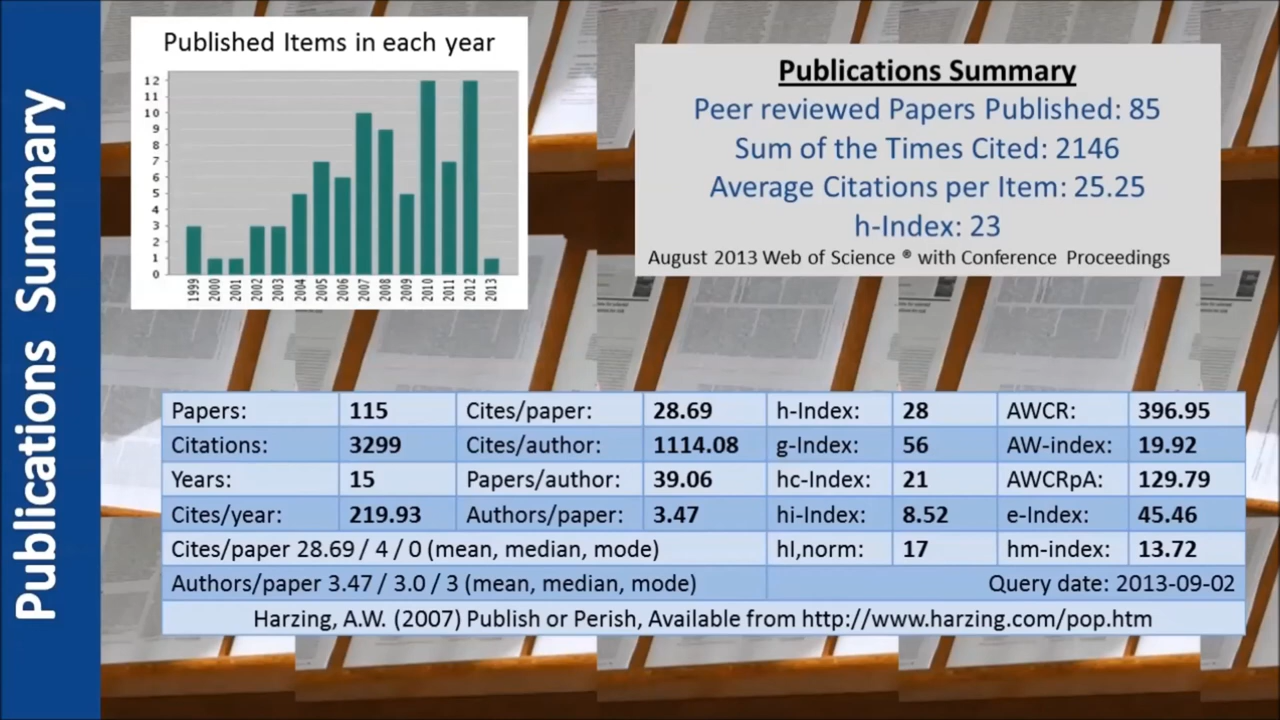 Publications Summary
Published Items in each year
12
11
10
9
8
7
6
5
4
3
2
1
0
1999 2000 2001 2002 2003 2004 2005 2006 2007 2008 2009 2010 2011 2012 2013
Publications Summary
Peer reviewed Papers Published: 85
Sum of the Times Cited: 2146
Average Citations per Item: 25.25
h-Index: 23
August 2013 Web of Science ® with Conference Proceedings
Papers: 115 Cites/paper: 28.69 h-Index: 28 AWCR: 396.95
Citations: 3299 Cites/author: 1114.08 g-Index: 56 AW-index: 19.92
Years: 15 Papers/author: 39.06 hc-Index: 21 AWCRpA: 129.79
Cites/year: 219.93 Authors/paper: 3.47 hi-Index: 8.52 e-Index: 45.46
Cites/paper 28.69 / 4 / 0 (mean, median, mode) hI,norm: 17 hm-index: 13.72
Authors/paper 3.47 / 3.0 / 3 (mean, median, mode) Query date: 2013-09-02
Harzing, A.W. (2007) Publish or Perish, Available from http://www.harzing.com/pop.htm